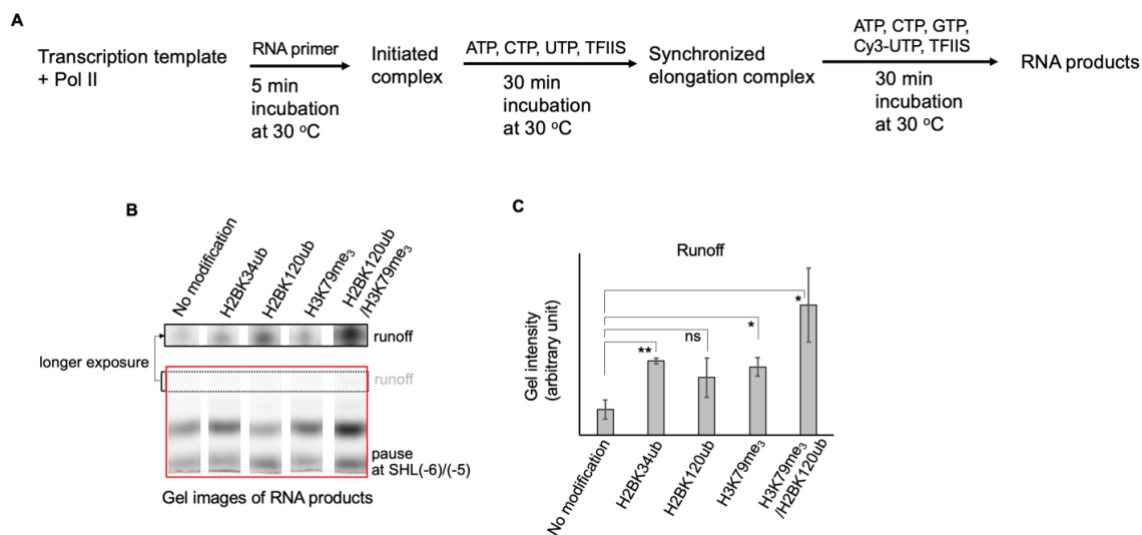 A
Transcription template
+ Pol II
RNA primer
5 min
incubation
at 30 °C
Initiated
complex
ATP, CTP, UTP, TFIIS
30 min
incubation
at 30 °C
Synchronized
elongation complex
ATP, CTP, GTP,
Cy3-UTP, TFIIS
30 min
incubation
at 30 °C
RNA products
B
No modification
H2BK34ub
H2BK120ub
H3K79me₃
H2BK120ub
/H3K79me₃
runoff
longer exposure
runoff
pause
at SHL(-6)/(-5)
Gel images of RNA products
C
Runoff
Gel intensity
(arbitrary unit)
**
ns
*
*
No modification
H2BK34ub
H2BK120ub
H3K79me₃
H3K79me₃
/H2BK120ub